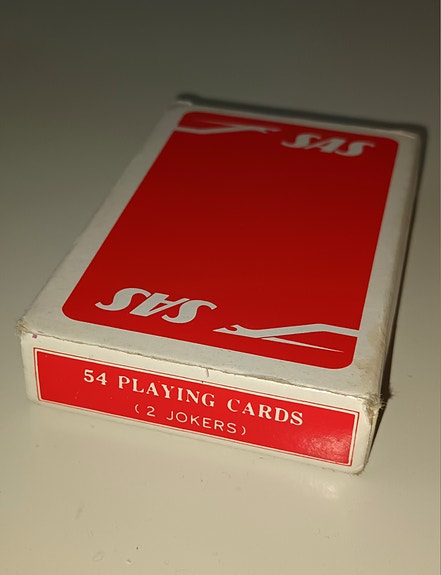 SAS
SAS
54 PLAYING CARDS
(2 JOKERS)